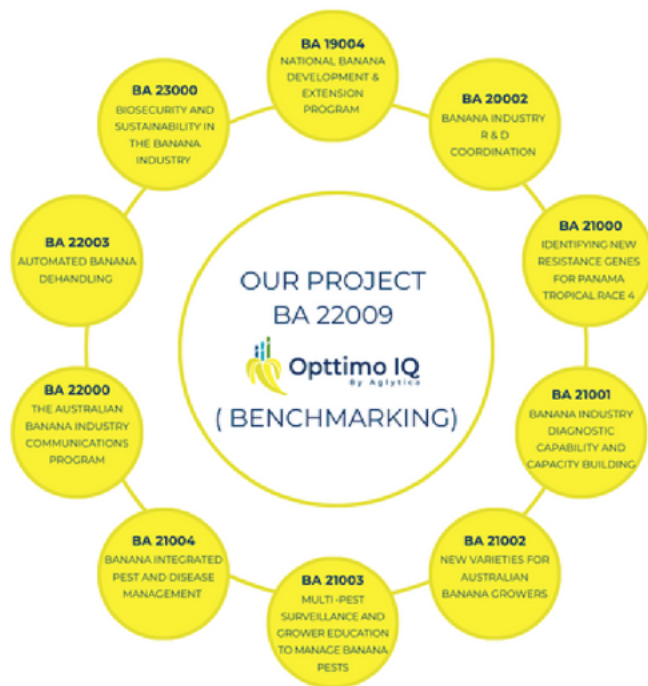 BA 19004
NATIONAL BANANA
DEVELOPMENT &
EXTENSION
PROGRAM
BA 20002
BANANA INDUSTRY
R & D
COORDINATION
BA 21000
IDENTIFYING NEW
RESISTANCE GENES
FOR PANAMA
TROPICAL RACE 4
BA 21001
BANANA INDUSTRY
DIAGNOSTIC
CAPABILITY AND
CAPACITY BUILDING
BA 21002
NEW VARIETIES FOR
AUSTRALIAN
BANANA GROWERS
BA 21003
MULTI -PEST
SURVEILLANCE AND
GROWER EDUCATION
TO MANAGE BANANA
PESTS
BA 21004
BANANA INTEGRATED
PEST AND DISEASE
MANAGEMENT
BA 22000
THE AUSTRALIAN
BANANA INDUSTRY
COMMUNICATIONS
PROGRAM
BA 22003
AUTOMATED BANANA
DEHANDLING
BA 23000
BIOSECURITY AND
SUSTAINABILITY IN
THE BANANA
INDUSTRY
OUR PROJECT
BA 22009
Opttimo IQ
By Aglytica
( BENCHMARKING)